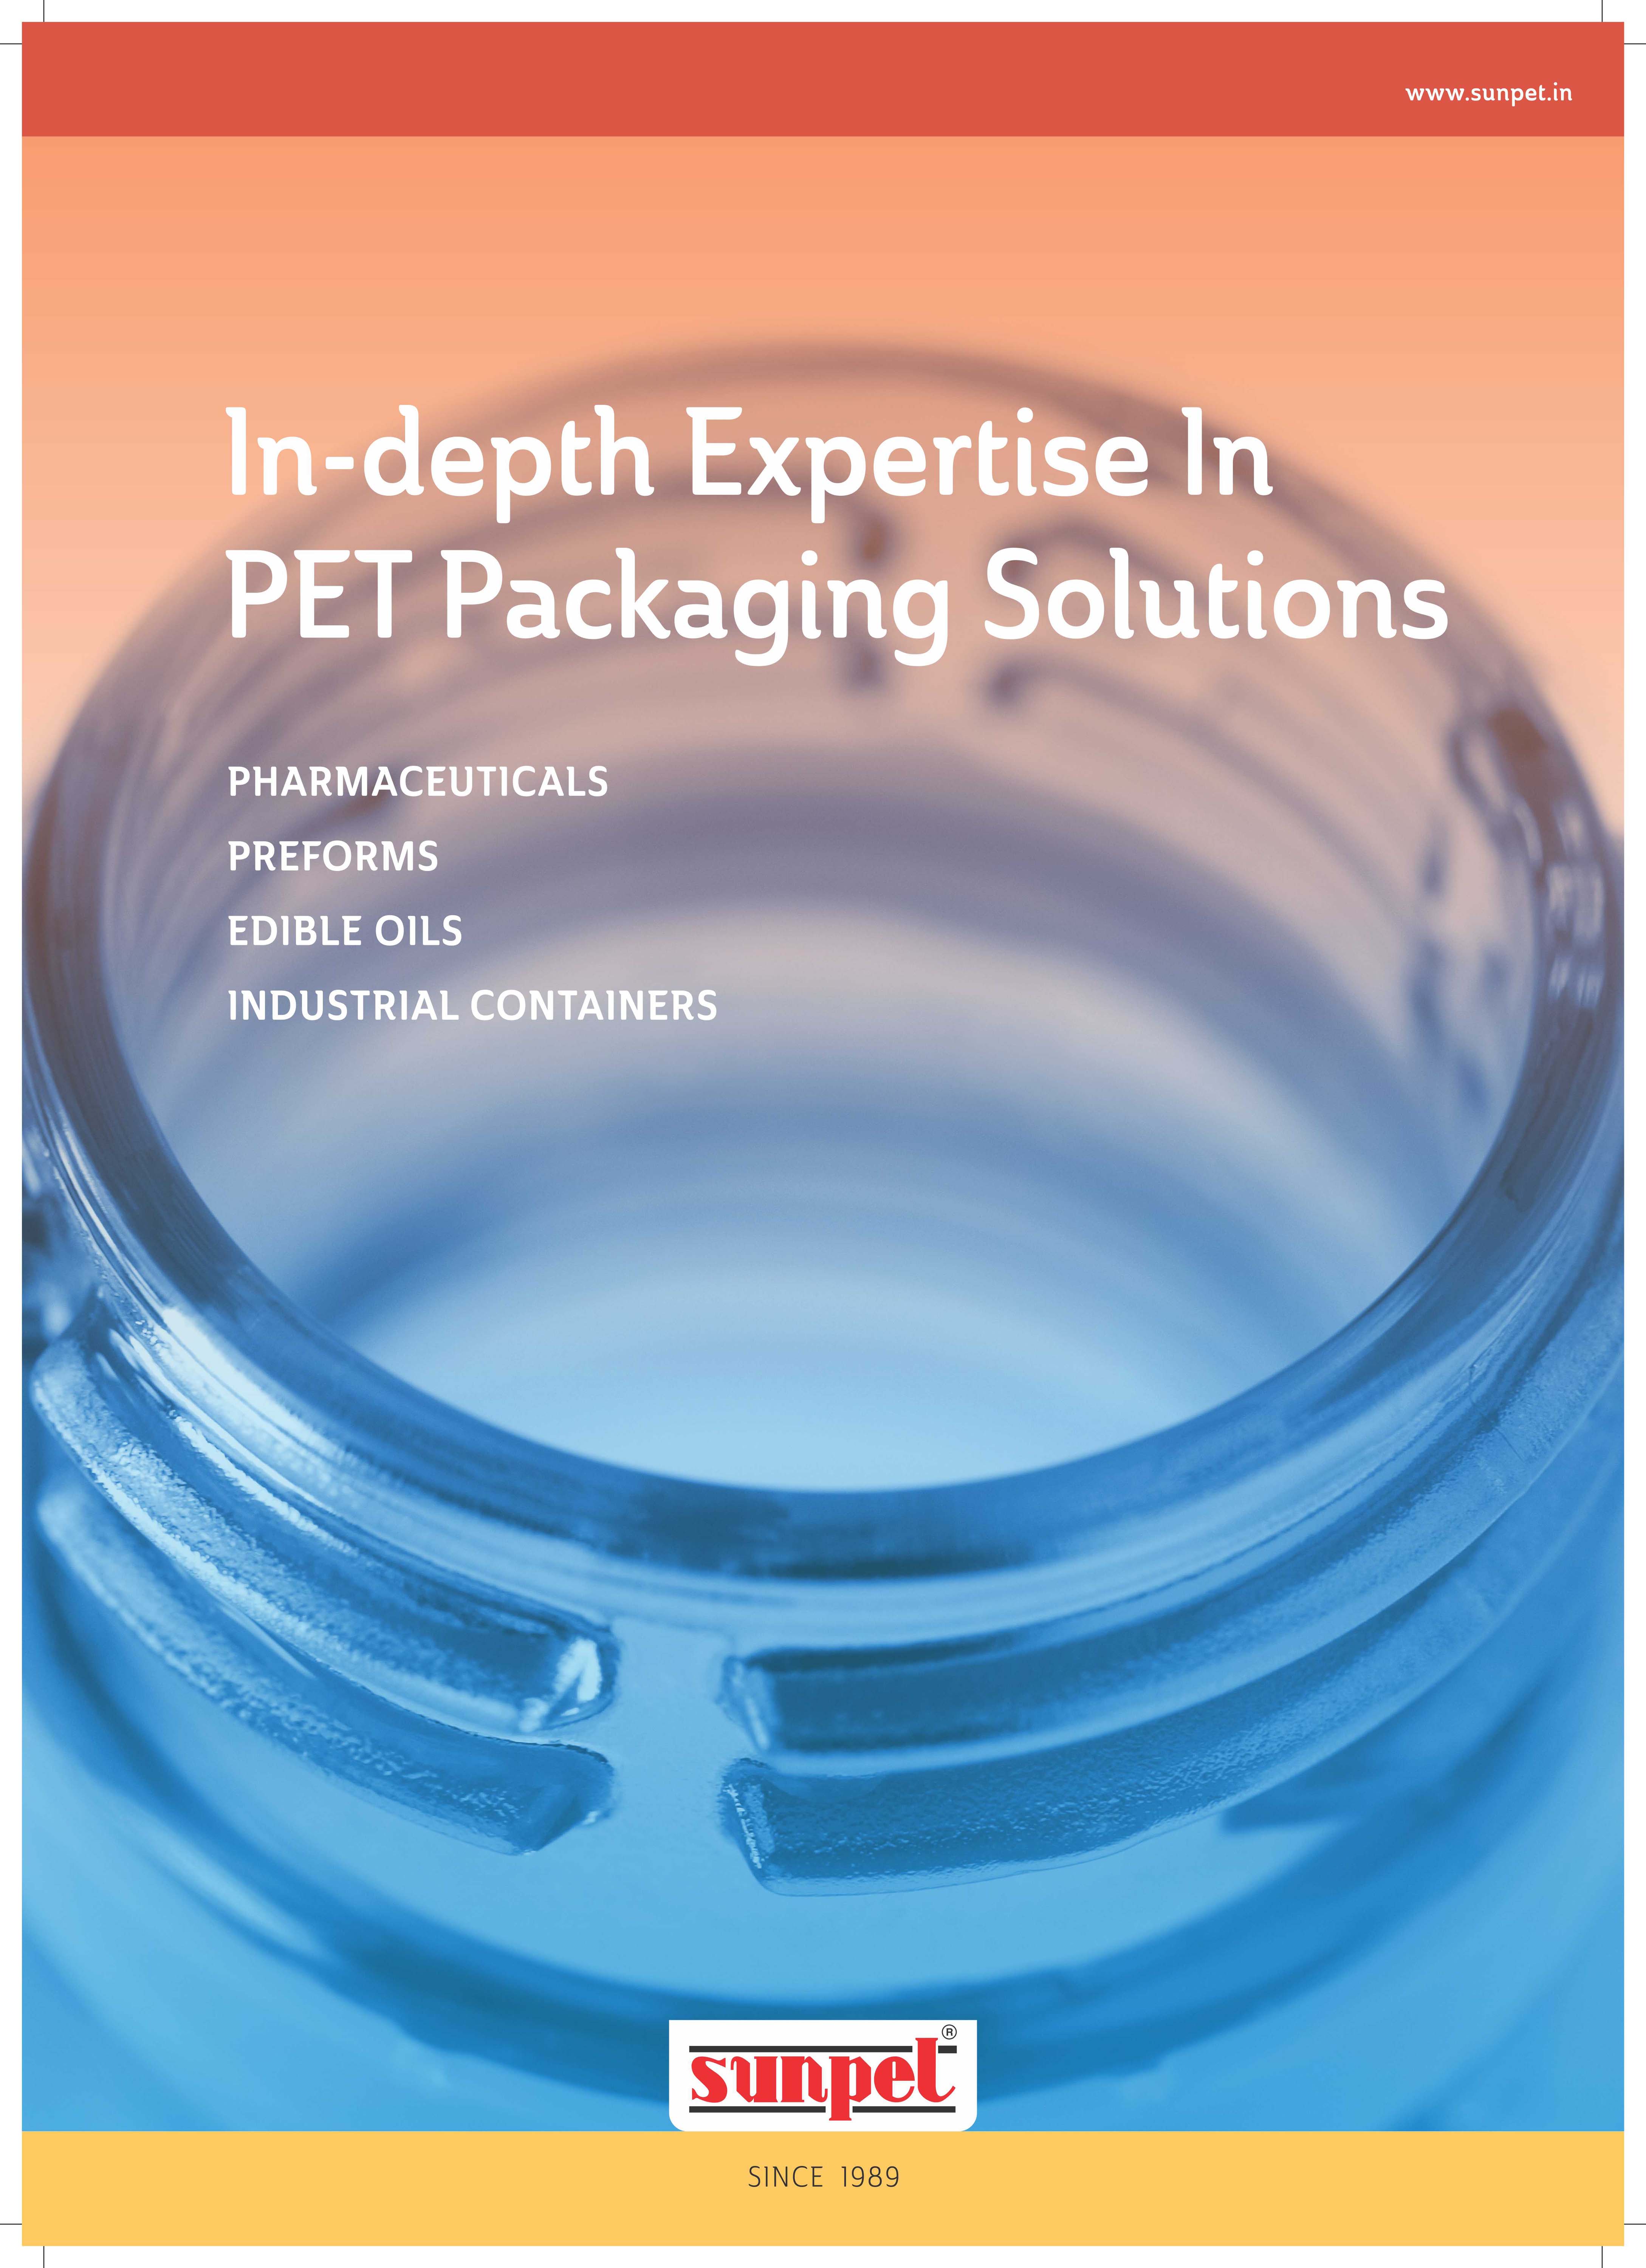 www.sunpet.in
In-depth Expertise In
PET Packaging Solutions
PHARMACEUTICALS
PREFORMS
EDIBLE OILS
INDUSTRIAL CONTAINERS
sunpet®
SINCE 1989